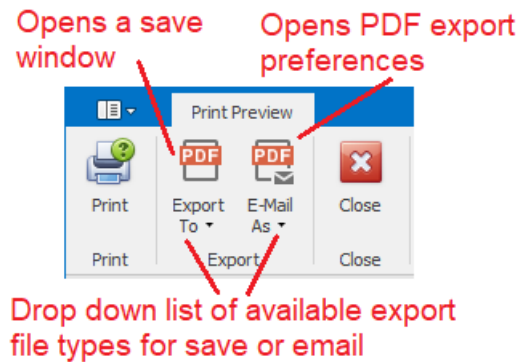 Opens a save
window
Opens PDF export
preferences
Print Preview
PDF
PDF
Print
Export
To
E-Mail
As
Close
Print
Export
Close
Drop down list of available export
file types for save or email